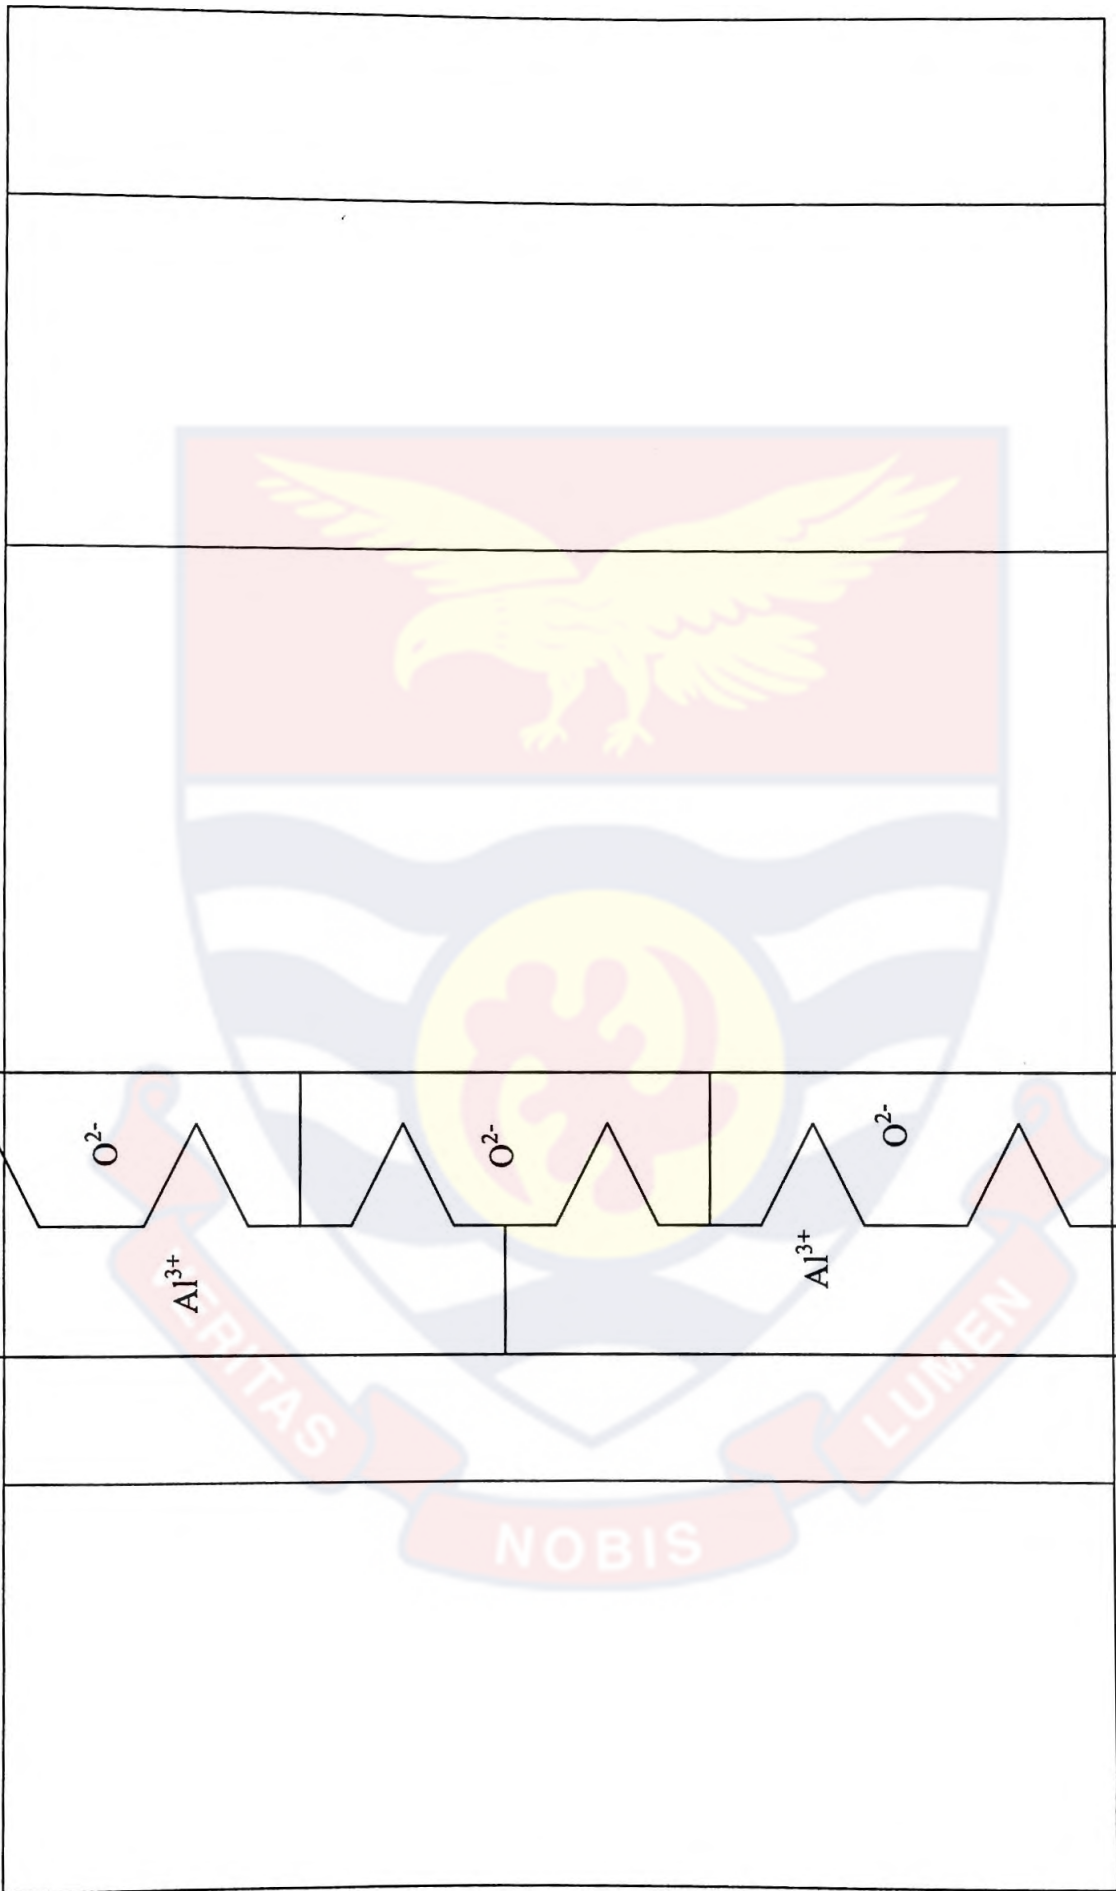 O²⁻
O²⁻
O²⁻
Al³⁺
Al³⁺
VERITAS
NOBIS
LUMEN